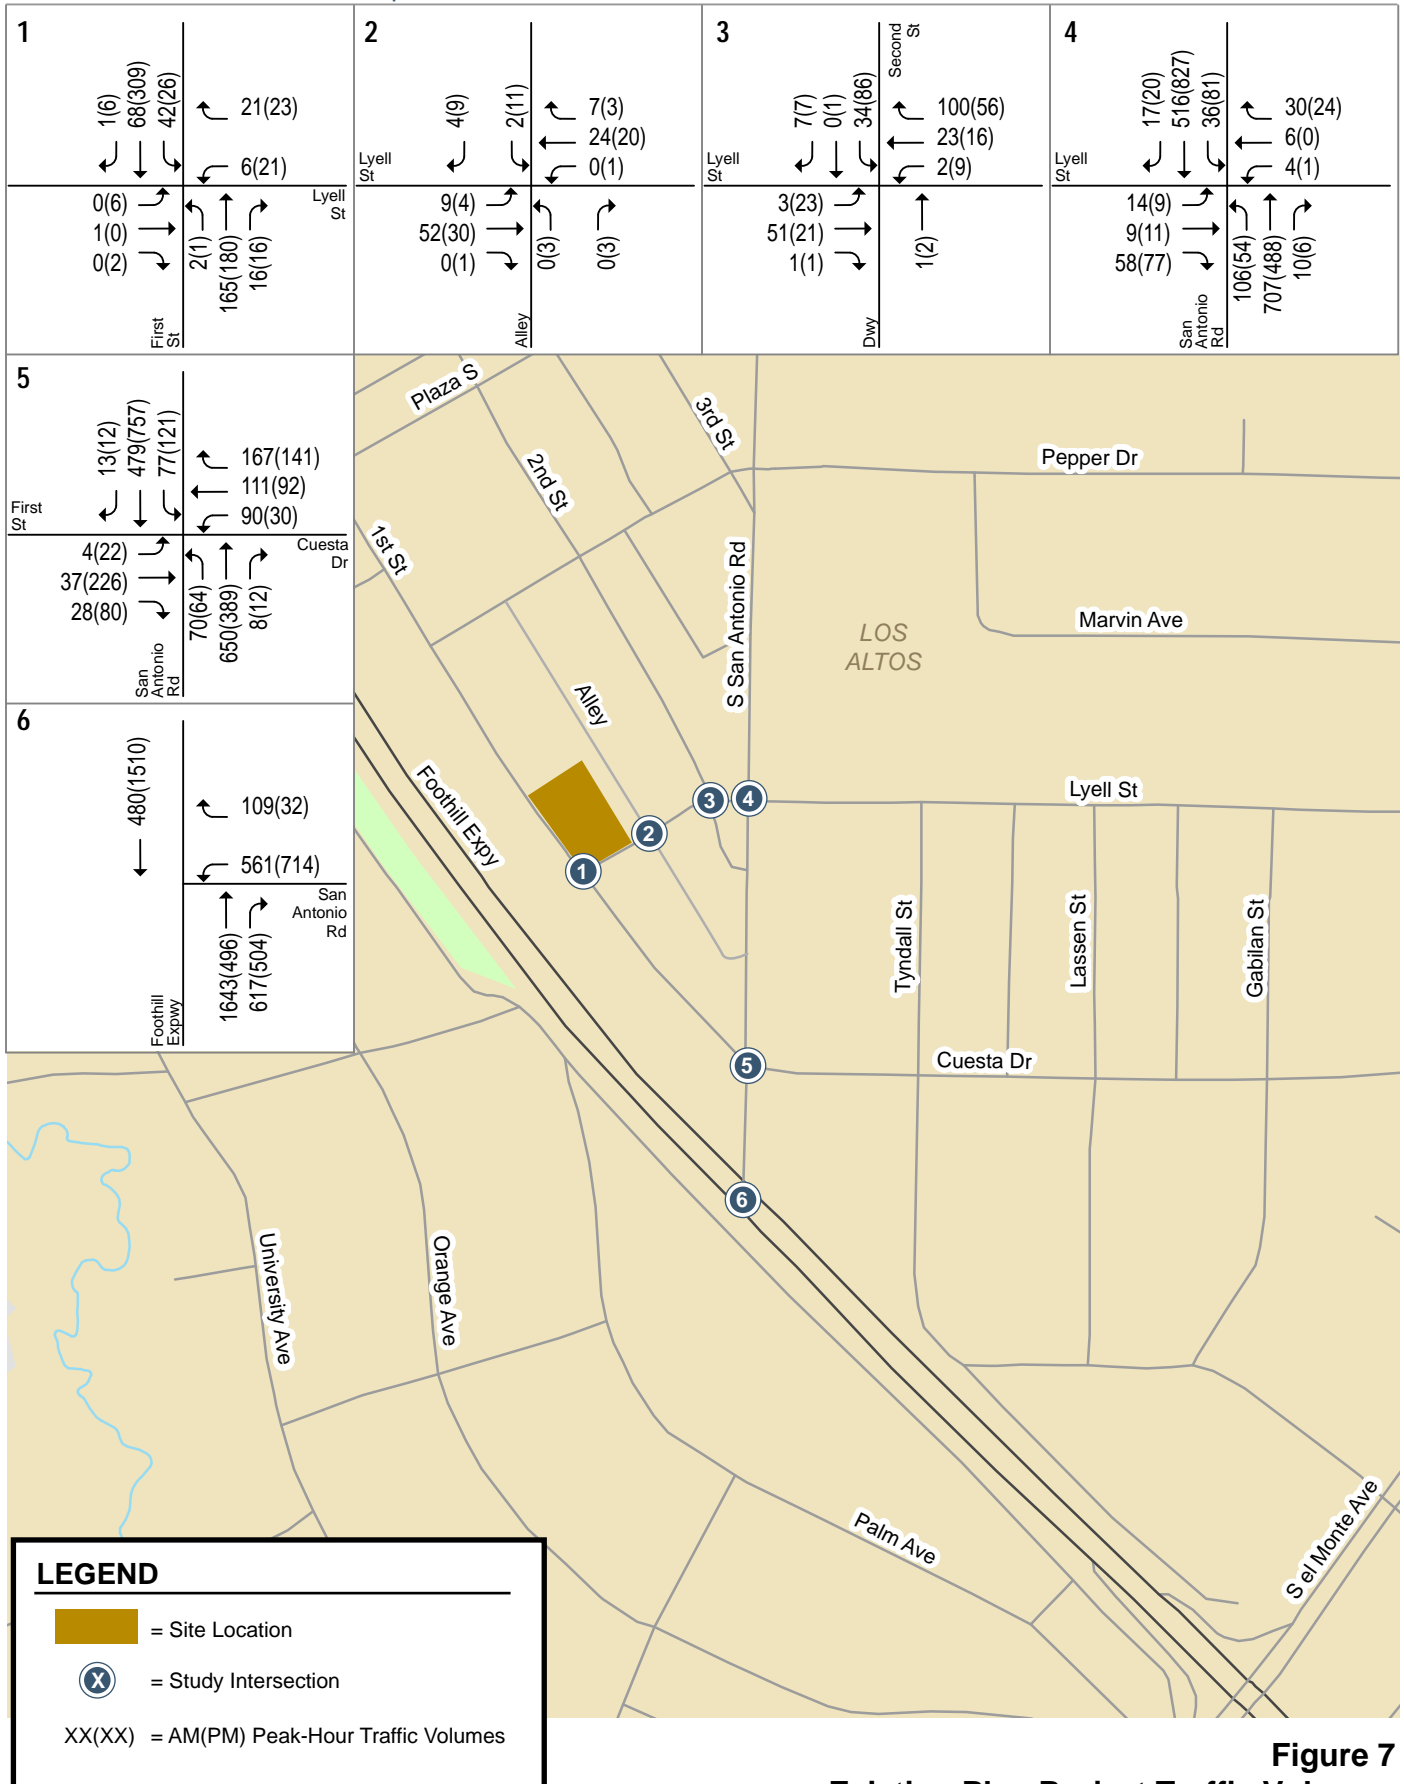 1
1(6)
68(309)
42(26)
21(23)
6(21)
Lyell
St
0(6)
1(0)
0(2)
2(1)
165(180)
16(16)
First
St
2
4(9)
2(11)
7(3)
24(20)
0(1)
Lyell
St
9(4)
52(30)
0(1)
0(3)
0(3)
Alley
3
Second
St
7(7)
0(1)
34(86)
100(56)
23(16)
2(9)
Lyell
St
3(23)
51(21)
1(1)
1(2)
Dwy
4
17(20)
516(827)
36(81)
30(24)
6(0)
4(1)
Lyell
St
14(9)
9(11)
58(77)
106(54)
707(488)
10(6)
San
Antonio
Rd
5
13(12)
479(757)
77(121)
167(141)
111(92)
90(30)
First
St
Cuesta
Dr
4(22)
37(226)
28(80)
70(64)
650(389)
8(12)
San
Antonio
Rd
6
480(1510)
109(32)
561(714)
San
Antonio
Rd
1643(496)
617(504)
Foothill
Expwy
Plaza S
3rd St
2nd St
1st St
Pepper Dr
S San Antonio Rd
Marvin Ave
LOS
ALTOS
Alley
Foothill Expy
Lyell St
3
4
2
1
Tyndall St
Lassen St
Gabilan St
5
Cuesta Dr
6
University Ave
Orange Ave
Palm Ave
S el Monte Ave
LEGEND
= Site Location
X = Study Intersection
XX(XX) = AM(PM) Peak-Hour Traffic Volumes
Figure 7